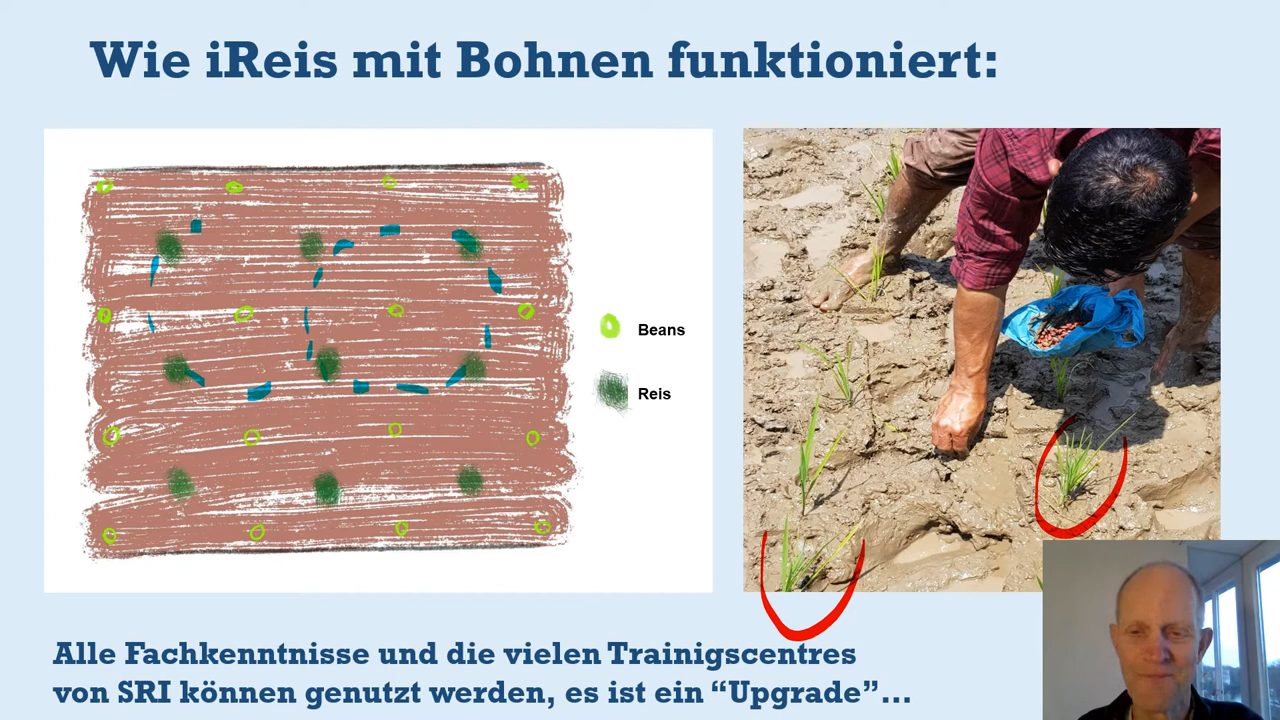 Wie iReis mit Bohnen funktioniert:
Beans
Reis
Alle Fachkenntnisse und die vielen Trainigscentres
von SRI können genutzt werden, es ist ein “Upgrade”...